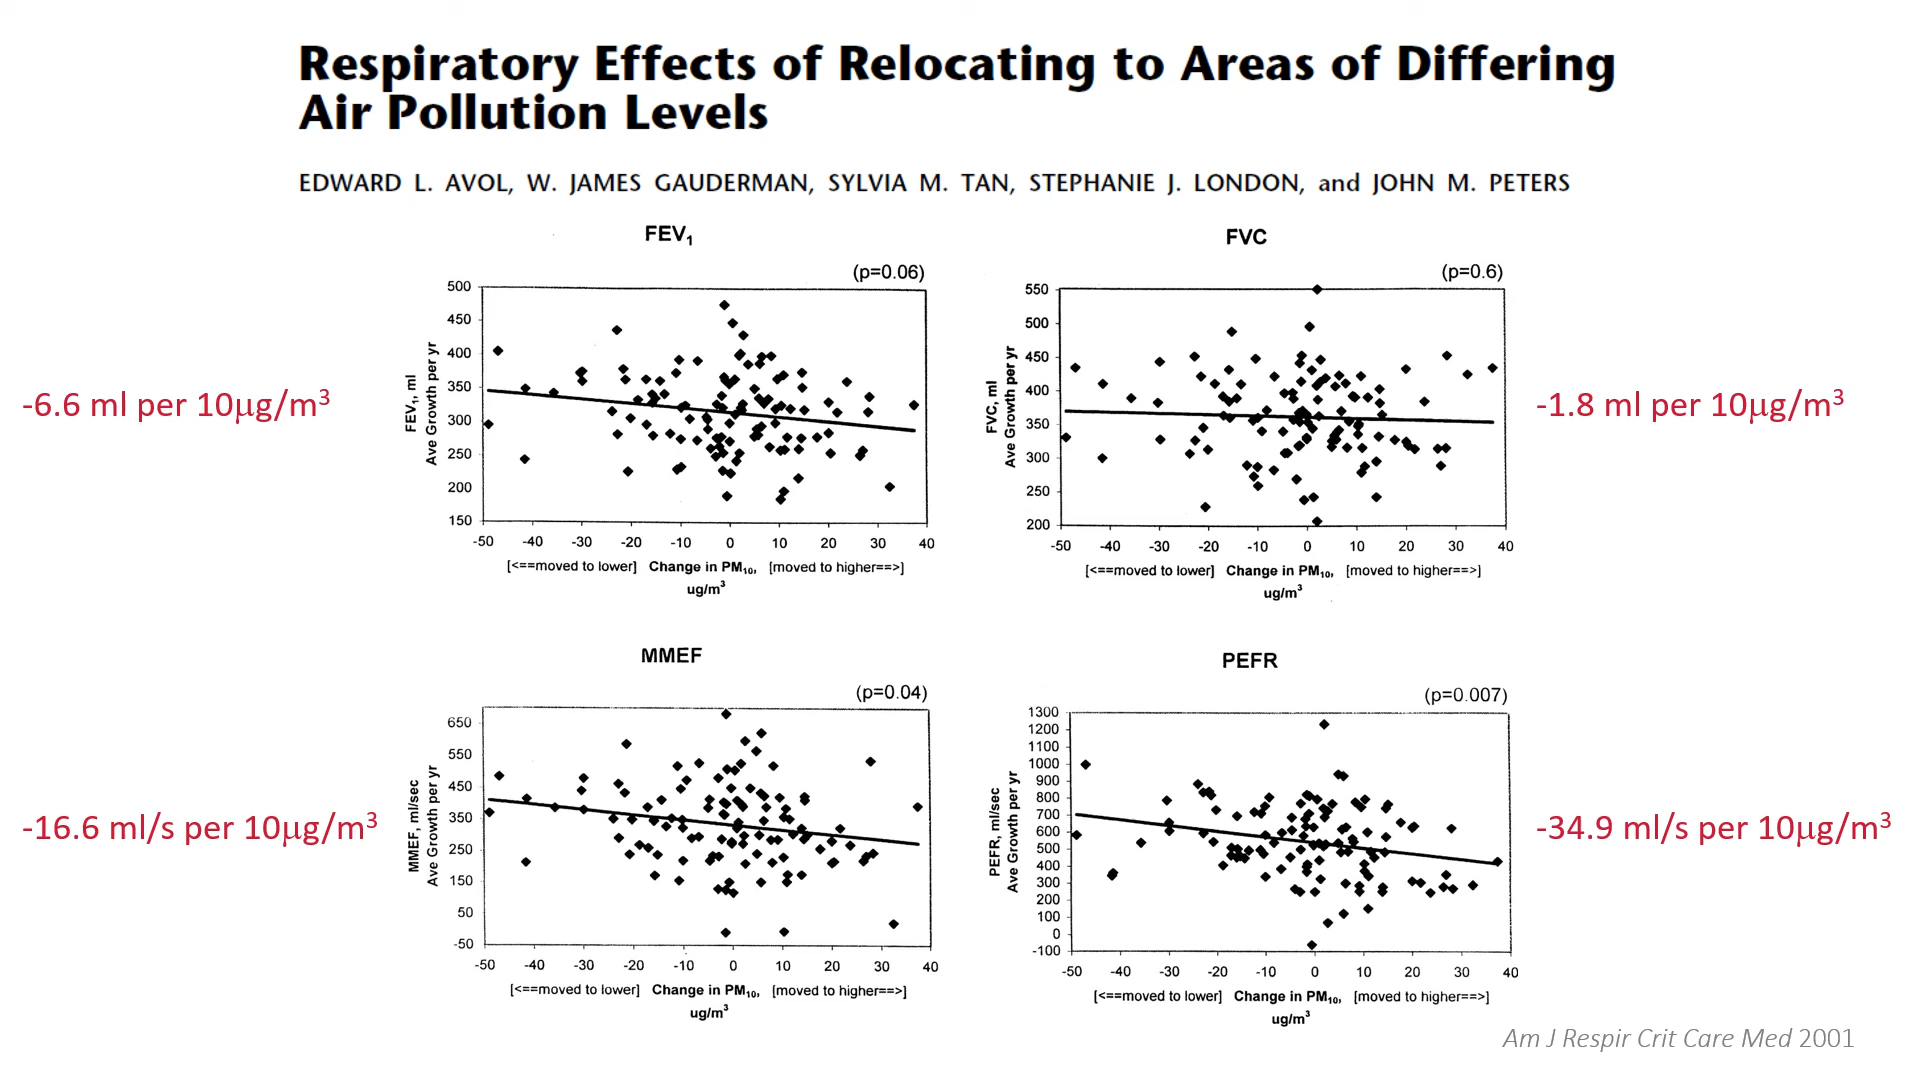 Respiratory Effects of Relocating to Areas of Differing
Air Pollution Levels
EDWARD L. AVOL, W. JAMES GAUDERMAN, SYLVIA M. TAN, STEPHANIE J. LONDON, and JOHN M. PETERS
FEV1
(p=0.06)
500
450
400
350
300
250
200
150
FEV1, ml
Ave Growth per yr
-50 -40 -30 -20 -10 0 10 20 30 40
[<==moved to lower] Change in PM10, [moved to higher==>]
ug/m³
-6.6 ml per 10µg/m³
FVC
(p=0.6)
550
500
450
400
350
300
250
200
FVC, ml
Ave Growth per yr
-50 -40 -30 -20 -10 0 10 20 30 40
[<==moved to lower] Change in PM10, [moved to higher==>]
ug/m³
-1.8 ml per 10µg/m³
MMEF
(p=0.04)
650
550
450
350
250
150
50
-50
MMEF, ml/sec
Ave Growth per yr
-50 -40 -30 -20 -10 0 10 20 30 40
[<==moved to lower] Change in PM10, [moved to higher==>]
ug/m³
-16.6 ml/s per 10µg/m³
PEFR
(p=0.007)
1300
1200
1100
1000
900
800
700
600
500
400
300
200
100
0
-100
PEFR, ml/sec
Ave Growth per yr
-50 -40 -30 -20 -10 0 10 20 30 40
[<==moved to lower] Change in PM10, [moved to higher==>]
ug/m³
-34.9 ml/s per 10µg/m³
Am J Respir Crit Care Med 2001